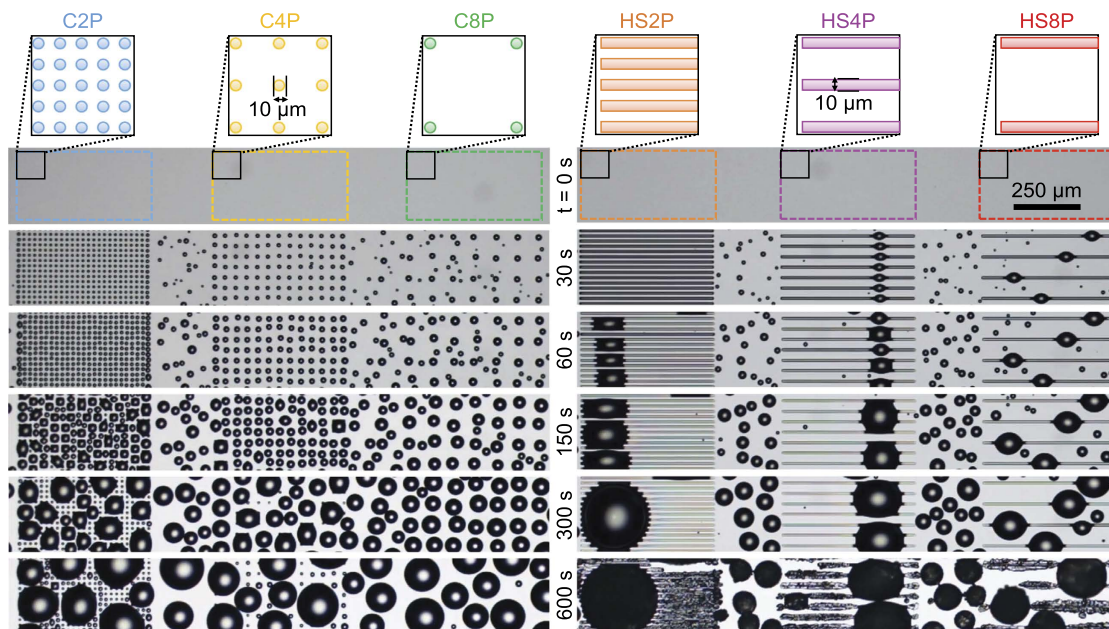 C2P
C4P
C8P
HS2P
HS4P
HS8P
10 µm
10 µm
t = 0 s
250 µm
30 s
60 s
150 s
300 s
600 s